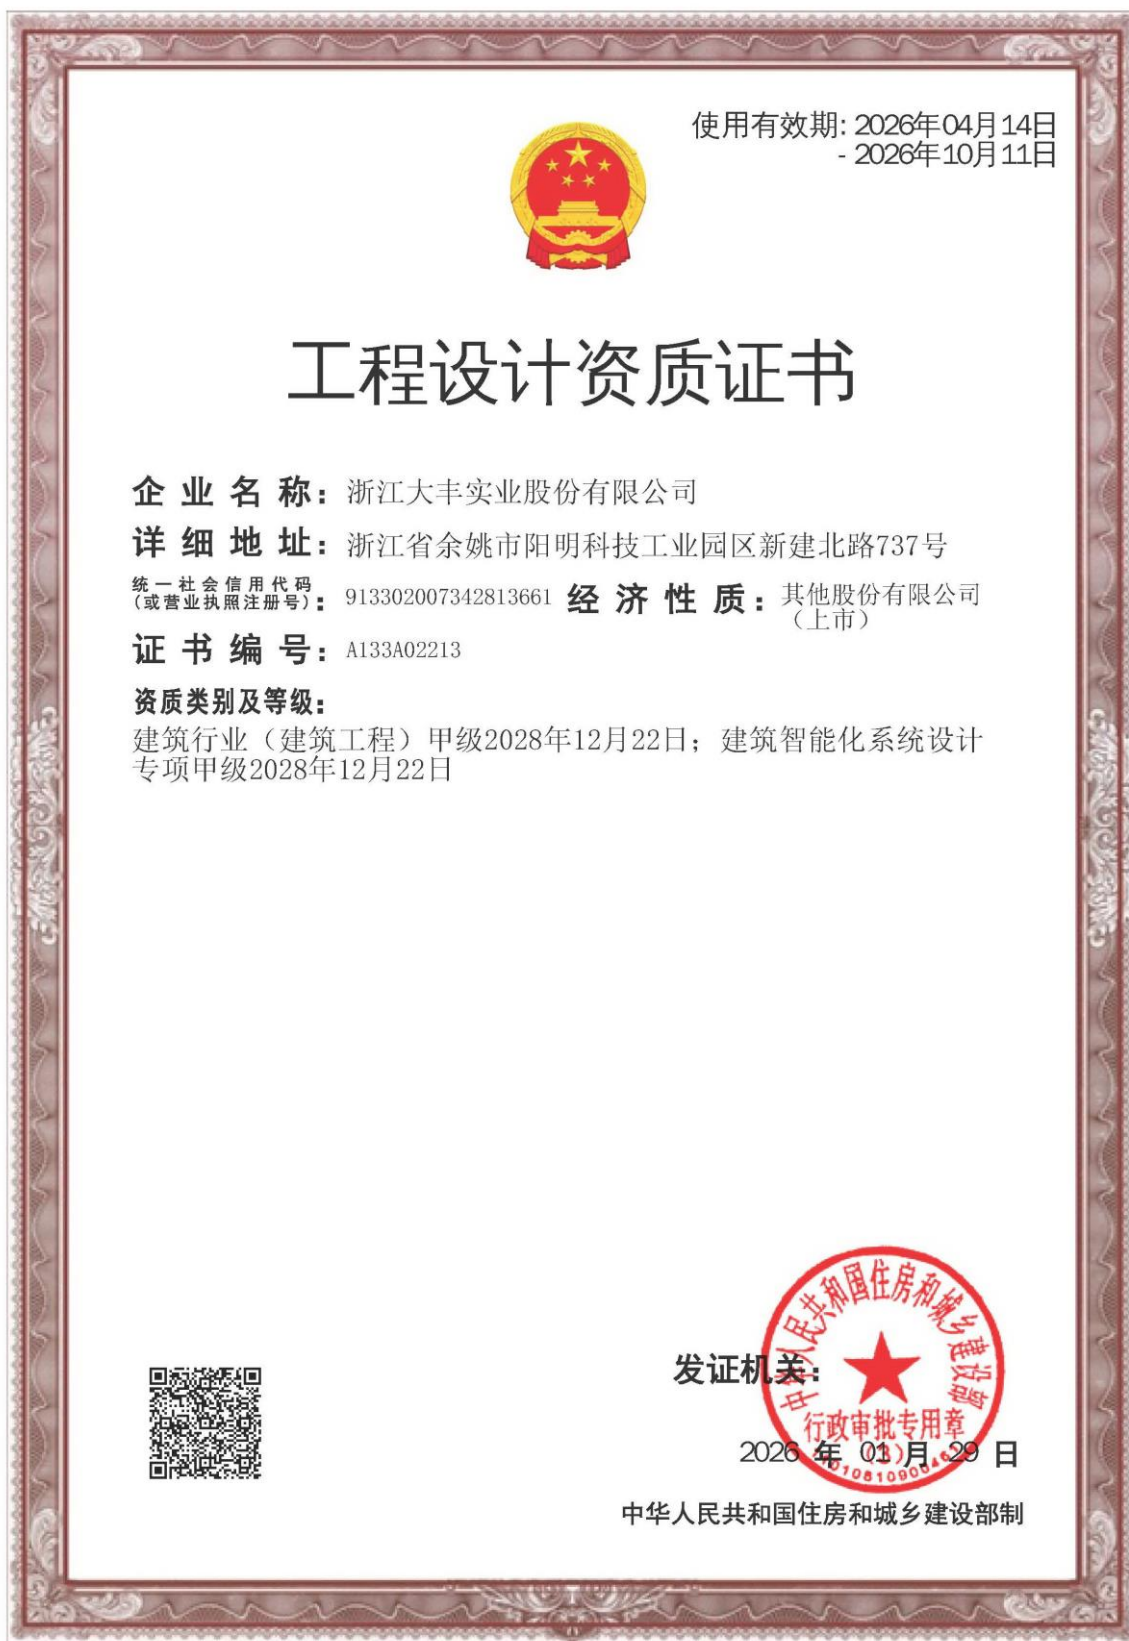 使用有效期: 2026年04月14日
- 2026年10月11日
工程设计资质证书
企业名称: 浙江大丰实业股份有限公司
详细地址: 浙江省余姚市阳明科技工业园区新建北路737号
统一社会信用代码
(或营业执照注册号): 913302007342813661 经济性质: 其他股份有限公司
（上市）
证书编号: A133A02213
资质类别及等级:
建筑行业（建筑工程）甲级2028年12月22日；建筑智能化系统设计
专项甲级2028年12月22日
中华人民共和国住房和城乡建设部
发证机关:
行政审批专用章
2026 年 01 月 29 日
中华人民共和国住房和城乡建设部制